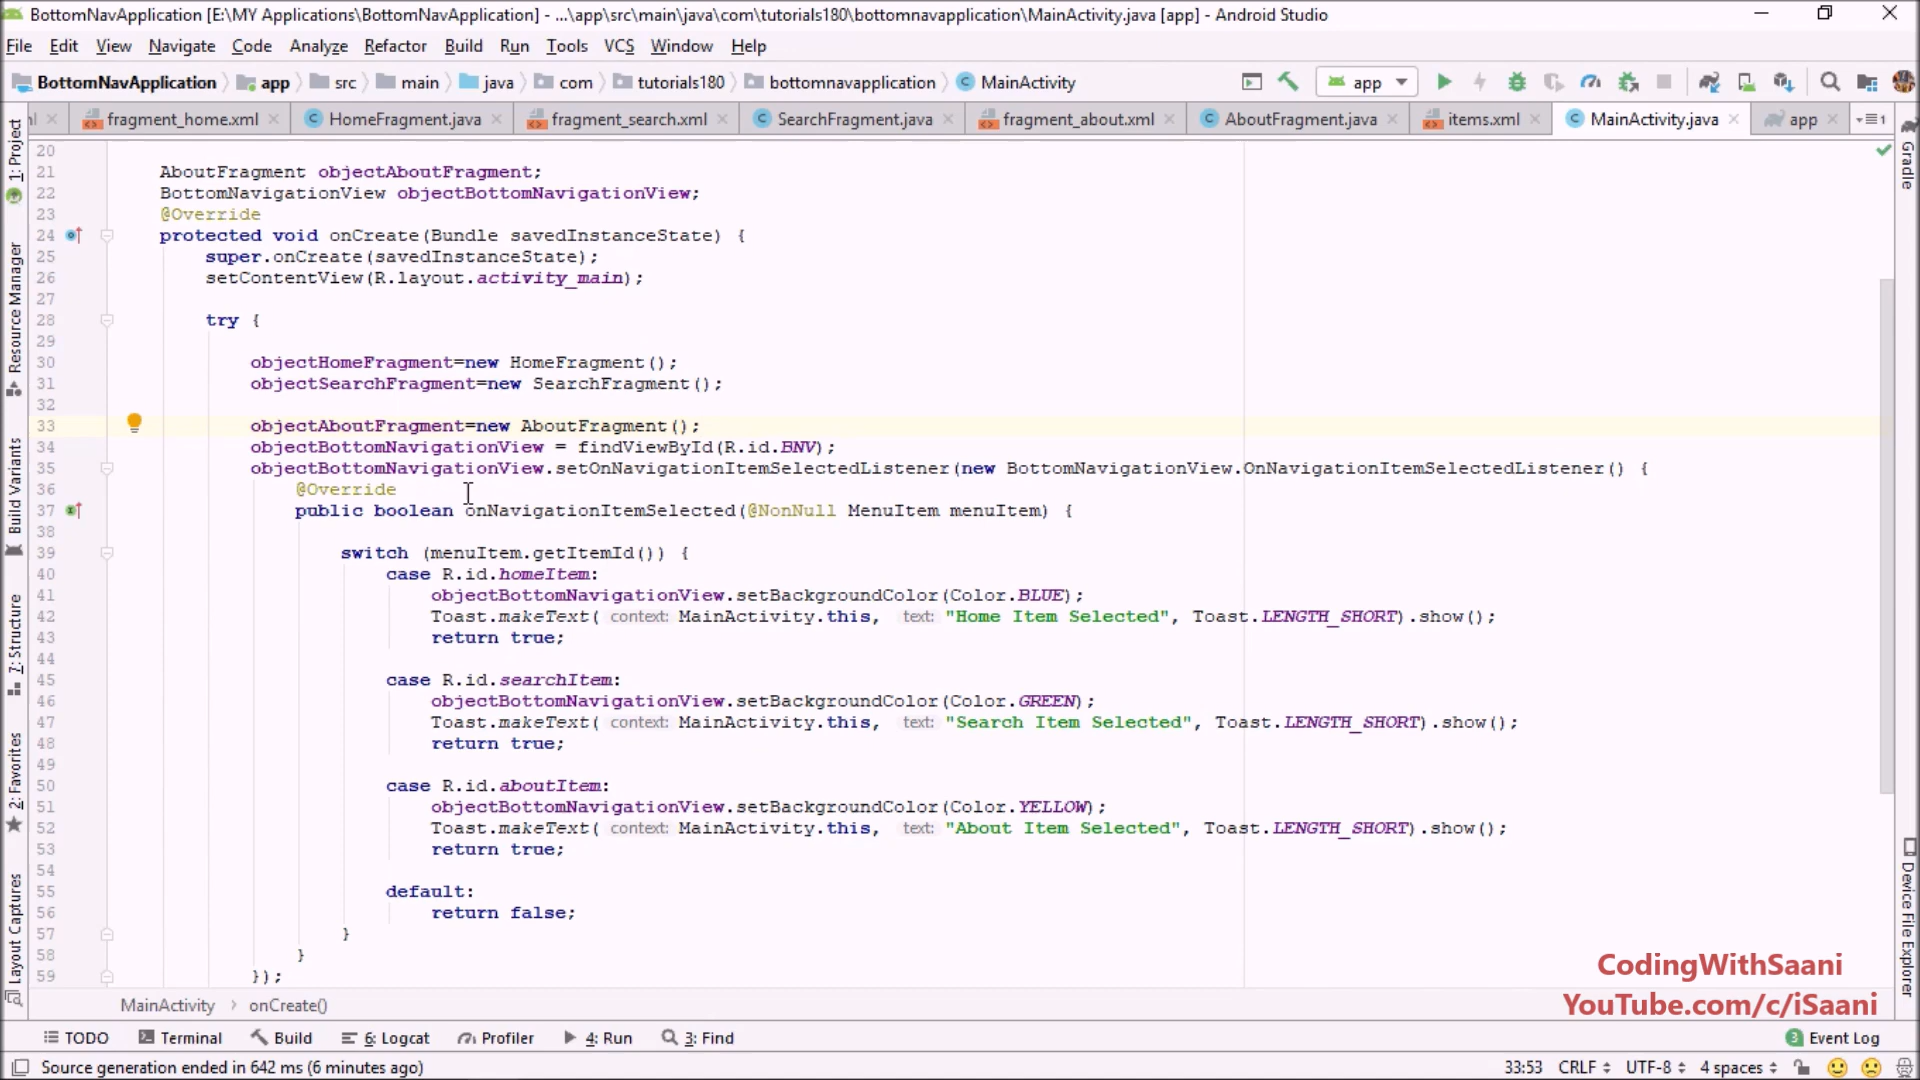 BottomNavApplication [E:\MY Applications\BottomNavApplication] - ...\app\src\main\java\com\tutorials180\bottomnavapplication\MainActivity.java [app] - Android Studio
File Edit View Navigate Code Analyze Refactor Build Run Tools VCS Window Help
BottomNavApplication app src main java com tutorials180 bottomnavapplication MainActivity app
fragment_home.xml HomeFragment.java fragment_search.xml SearchFragment.java fragment_about.xml AboutFragment.java items.xml MainActivity.java app
1: Project
Resource Manager
Build Variants
7: Structure
2: Favorites
Layout Captures
20
21 AboutFragment objectAboutFragment;
22 BottomNavigationView objectBottomNavigationView;
23 @Override
24 protected void onCreate(Bundle savedInstanceState) {
25 super.onCreate(savedInstanceState);
26 setContentView(R.layout.activity_main);
27
28 try {
29
30 objectHomeFragment=new HomeFragment();
31 objectSearchFragment=new SearchFragment();
32
33 objectAboutFragment=new AboutFragment();
34 objectBottomNavigationView = findViewById(R.id.BNV);
35 objectBottomNavigationView.setOnNavigationItemSelectedListener(new BottomNavigationView.OnNavigationItemSelectedListener() {
36 @Override
37 public boolean onNavigationItemSelected(@NonNull MenuItem menuItem) {
38
39 switch (menuItem.getItemId()) {
40 case R.id.homeItem:
41 objectBottomNavigationView.setBackgroundColor(Color.BLUE);
42 Toast.makeText( context: MainActivity.this, text: "Home Item Selected", Toast.LENGTH_SHORT).show();
43 return true;
44
45 case R.id.searchItem:
46 objectBottomNavigationView.setBackgroundColor(Color.GREEN);
47 Toast.makeText( context: MainActivity.this, text: "Search Item Selected", Toast.LENGTH_SHORT).show();
48 return true;
49
50 case R.id.aboutItem:
51 objectBottomNavigationView.setBackgroundColor(Color.YELLOW);
52 Toast.makeText( context: MainActivity.this, text: "About Item Selected", Toast.LENGTH_SHORT).show();
53 return true;
54
55 default:
56 return false;
57 }
58 }
59 });
Gradle
Device File Explorer
CodingWithSaani
YouTube.com/c/iSaani
MainActivity onCreate()
TODO Terminal Build 6: Logcat Profiler 4: Run 3: Find 3 Event Log
Source generation ended in 642 ms (6 minutes ago) 33:53 CRLF UTF-8 4 spaces